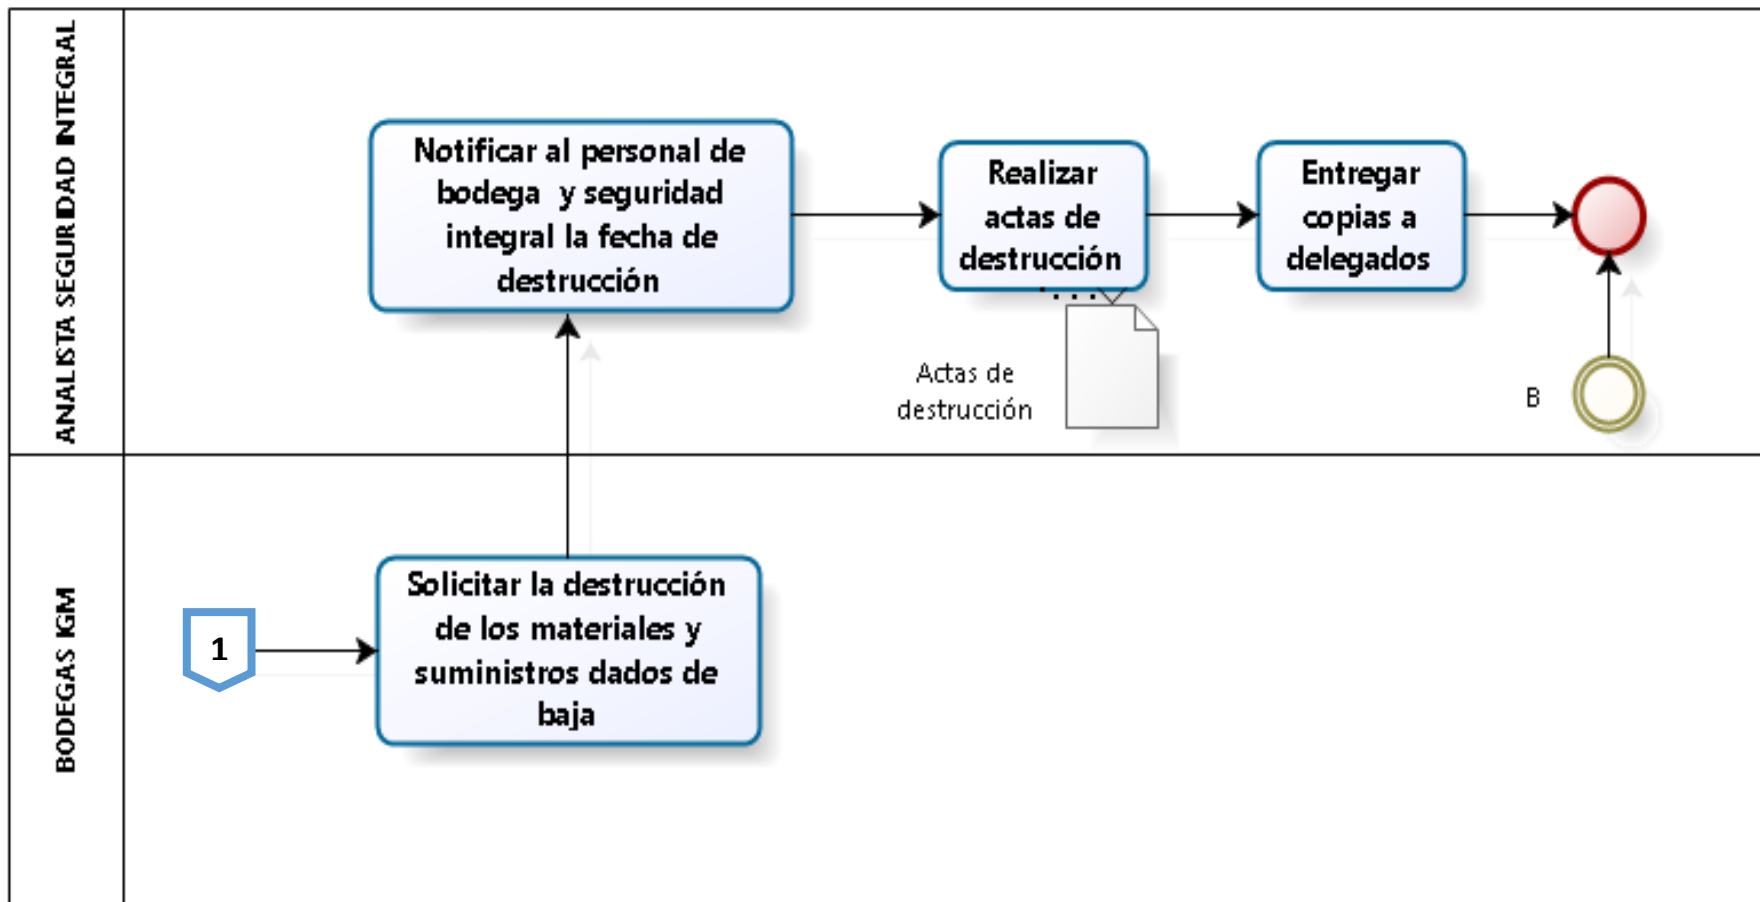 ANALISTA SEGURIDAD INTEGRAL
Notificar al personal de
bodega y seguridad
integral la fecha de
destrucción
Realizar
actas de
destrucción
Entregar
copias a
delegados
Actas de
destrucción
B
BODEGAS IGM
1
Solicitar la destrucción
de los materiales y
suministros dados de
baja